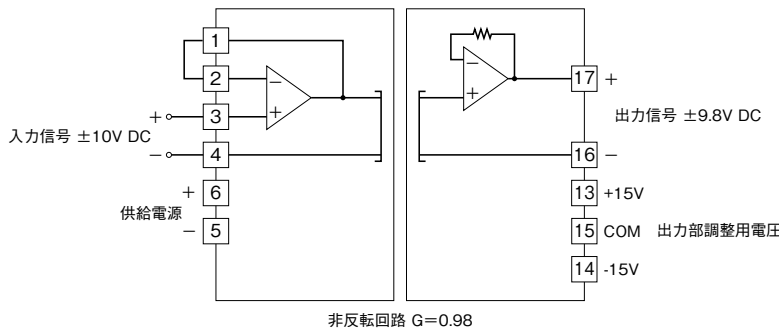 1
2
3
4
6
5
+
入力信号 ±10V DC
−
+
供給電源
−
−
+
−
+
17 +
出力信号 ±9.8V DC
16 −
13 +15V
15 COM 出力部調整用電圧
14 -15V
非反転回路 G=0.98